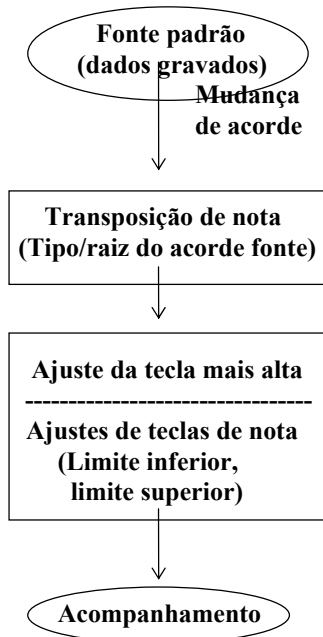 Fonte padrão
(dados gravados)
Mudança
de acorde
Transposição de nota
(Tipo/raiz do acorde fonte)
Ajuste da tecla mais alta
---------------------------------
Ajustes de teclas de nota
(Limite inferior,
limite superior)
Acompanhamento